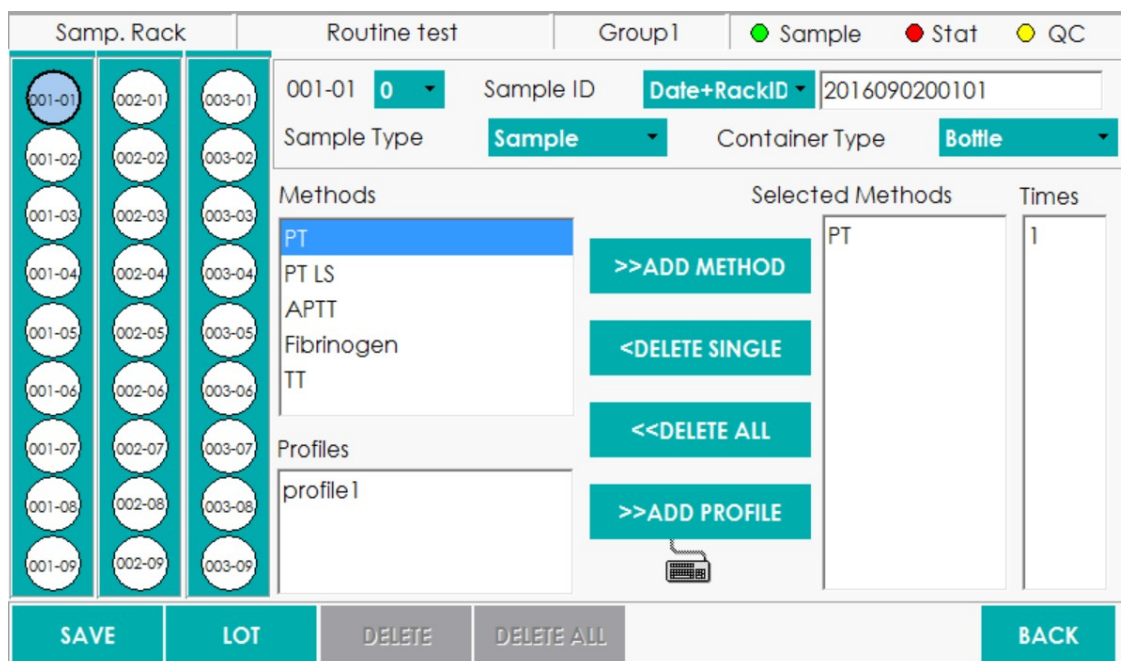 Samp. Rack Routine test Group1 Sample Stat QC
001-01 002-01 003-01
001-02 002-02 003-02
001-03 002-03 003-03
001-04 002-04 003-04
001-05 002-05 003-05
001-06 002-06 003-06
001-07 002-07 003-07
001-08 002-08 003-08
001-09 002-09 003-09
001-01 0 Sample ID Date+RackID 2016090200101
Sample Type Sample Container Type Bottle
Methods
PT
PT LS
APTT
Fibrinogen
TT
Profiles
profile1
>>ADD METHOD
<DELETE SINGLE
<<DELETE ALL
>>ADD PROFILE
Selected Methods Times
PT 1
SAVE LOT DELETE DELETE ALL BACK